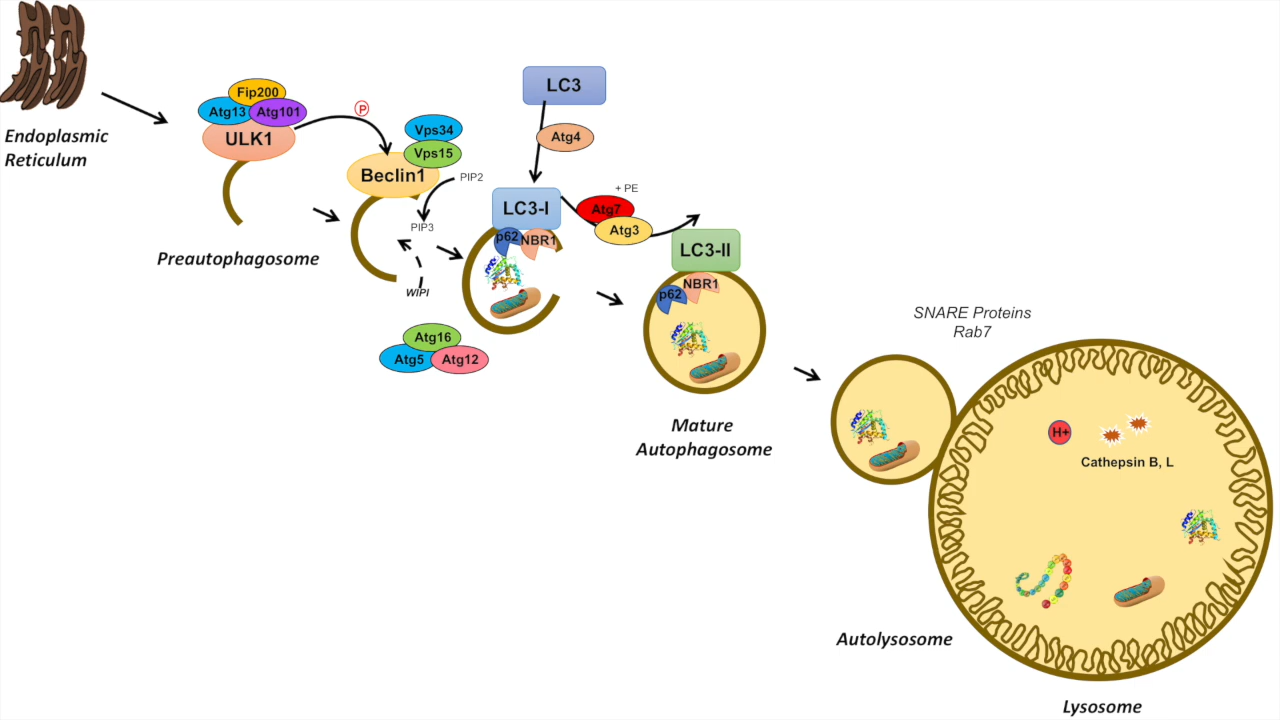 Endoplasmic
Reticulum
Fip200
Atg13
Atg101
ULK1
P
Preautophagosome
Vps34
Vps15
Beclin1
PIP2
PIP3
WIPI
Atg16
Atg5
Atg12
LC3
Atg4
LC3-I
p62
NBR1
+ PE
Atg7
Atg3
LC3-II
NBR1
p62
Mature
Autophagosome
SNARE Proteins
Rab7
H+
Cathepsin B, L
Autolysosome
Lysosome